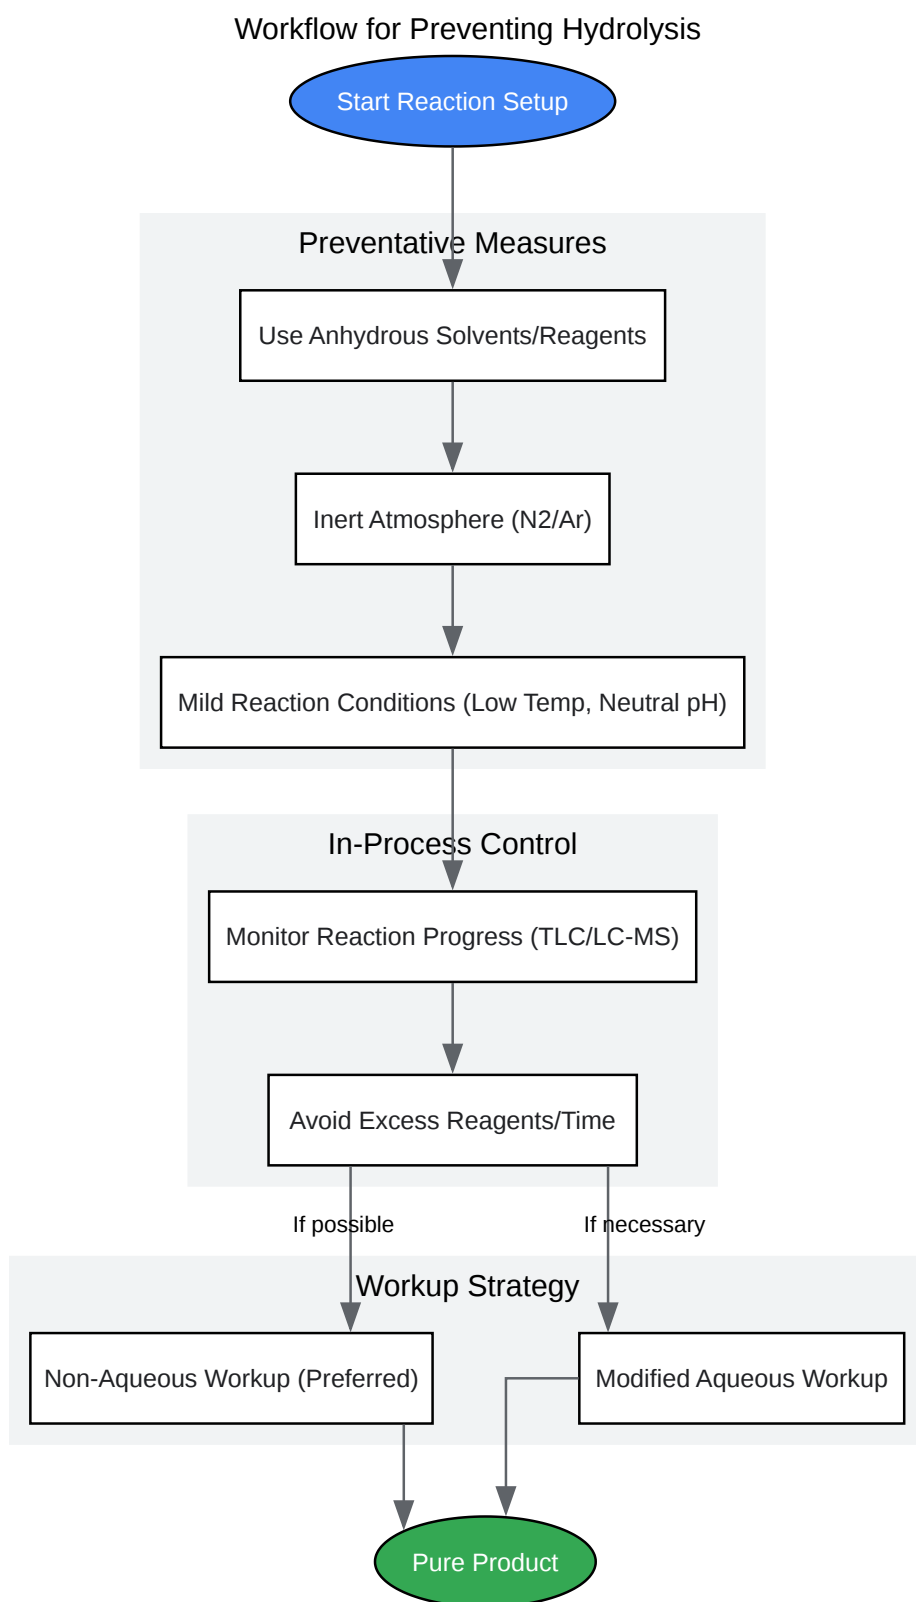 Workflow for Preventing Hydrolysis
Start Reaction Setup
Preventative Measures
Use Anhydrous Solvents/Reagents
Inert Atmosphere (N2/Ar)
Mild Reaction Conditions (Low Temp, Neutral pH)
In-Process Control
Monitor Reaction Progress (TLC/LC-MS)
Avoid Excess Reagents/Time
If possible
If necessary
Workup Strategy
Non-Aqueous Workup (Preferred)
Modified Aqueous Workup
Pure Product